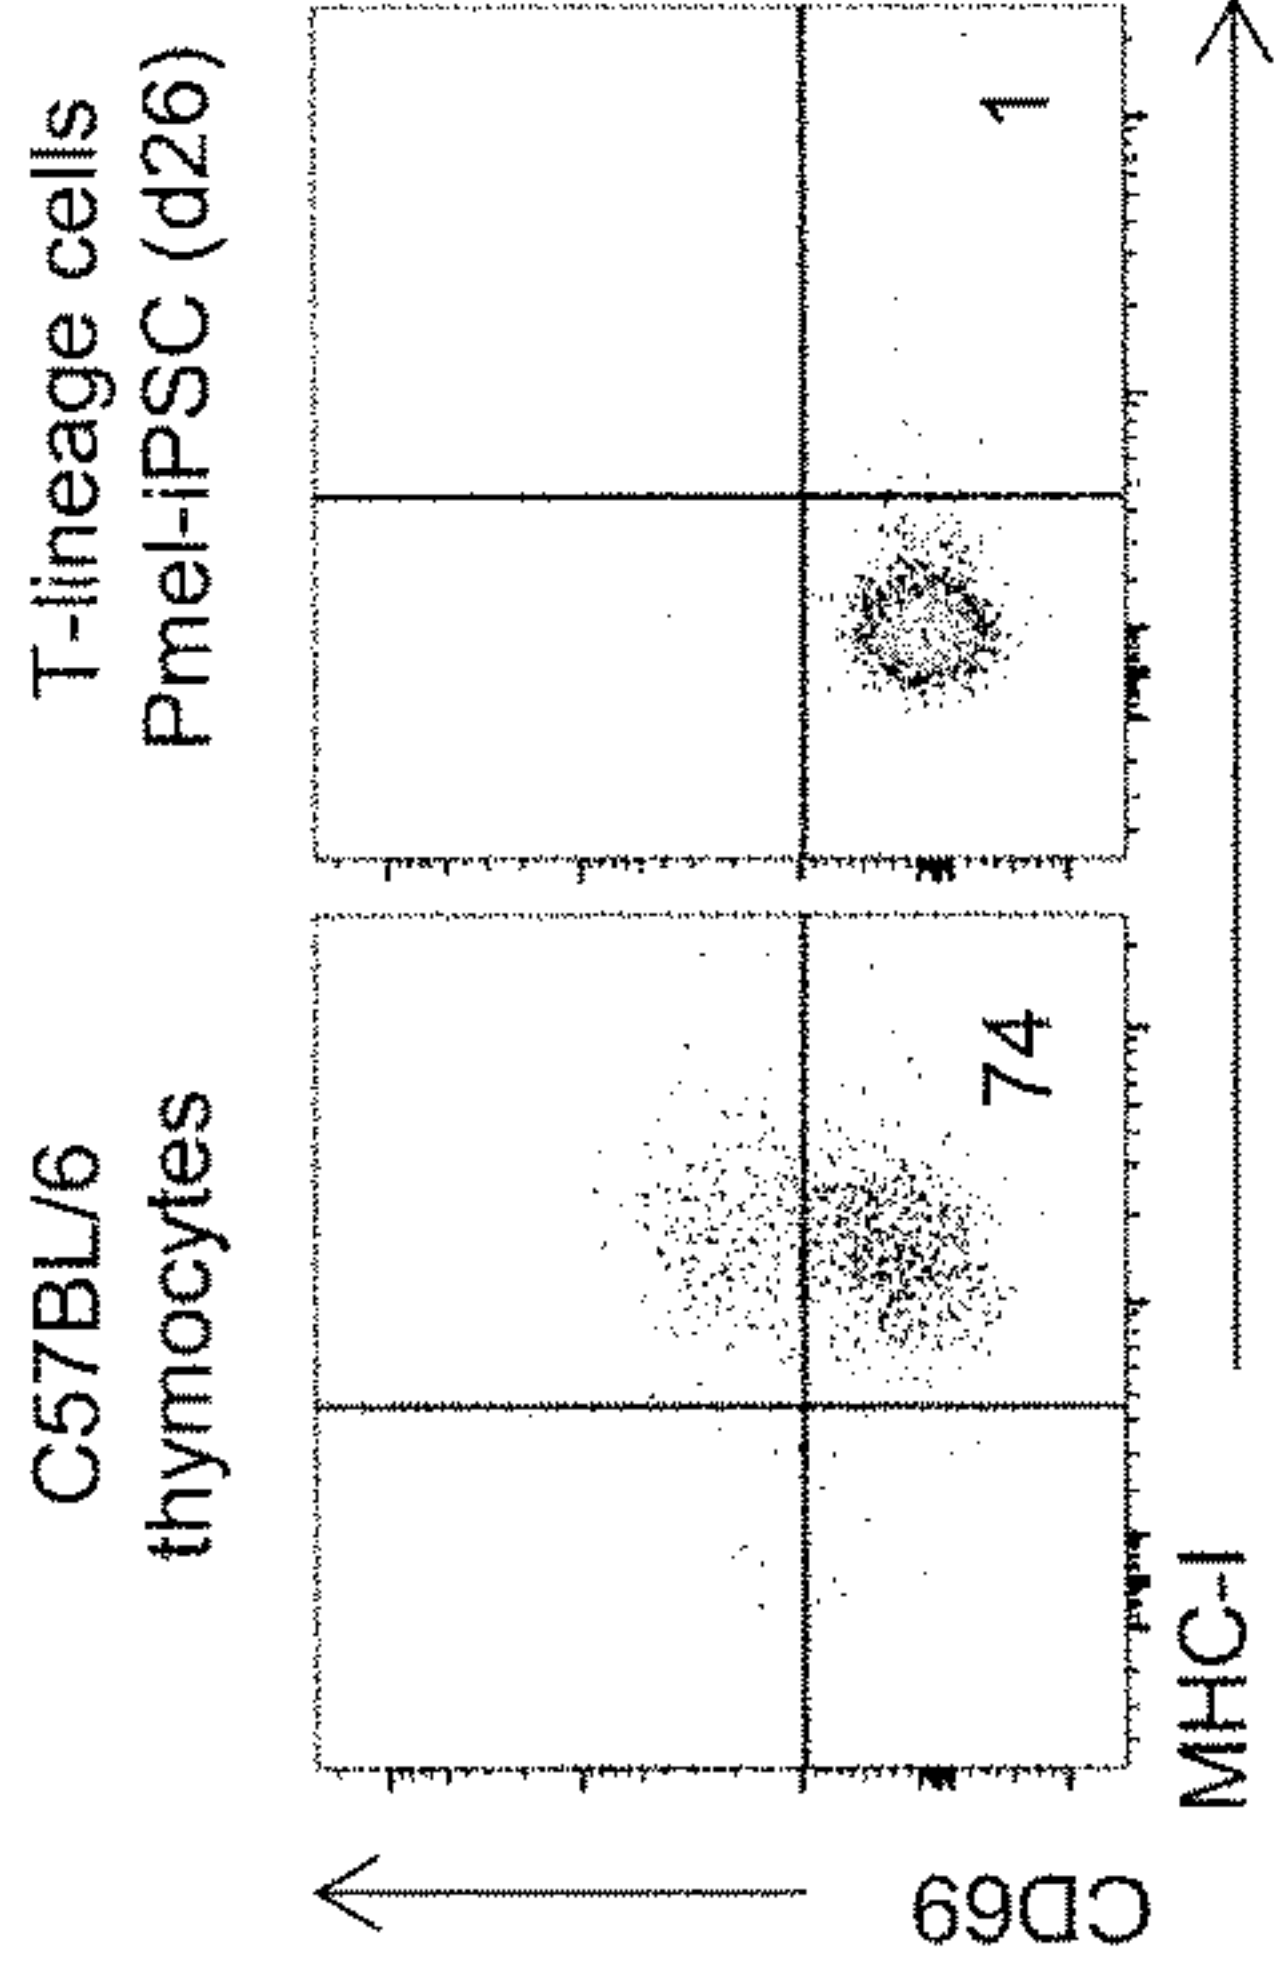 C57BL/6
thymocytes
T-lineage cells
Pmel-iPSC (d26)
74
1
CD69
MHC-I